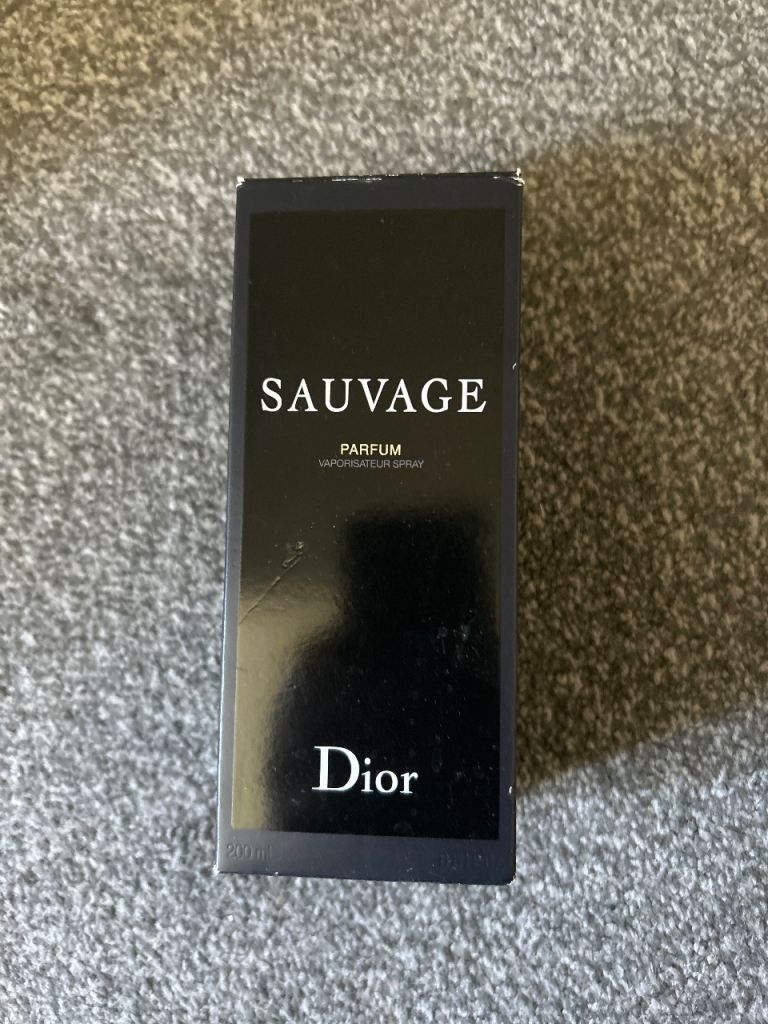 SAUVAGE
PARFUM
VAPORISATEUR SPRAY
Dior
200 ml